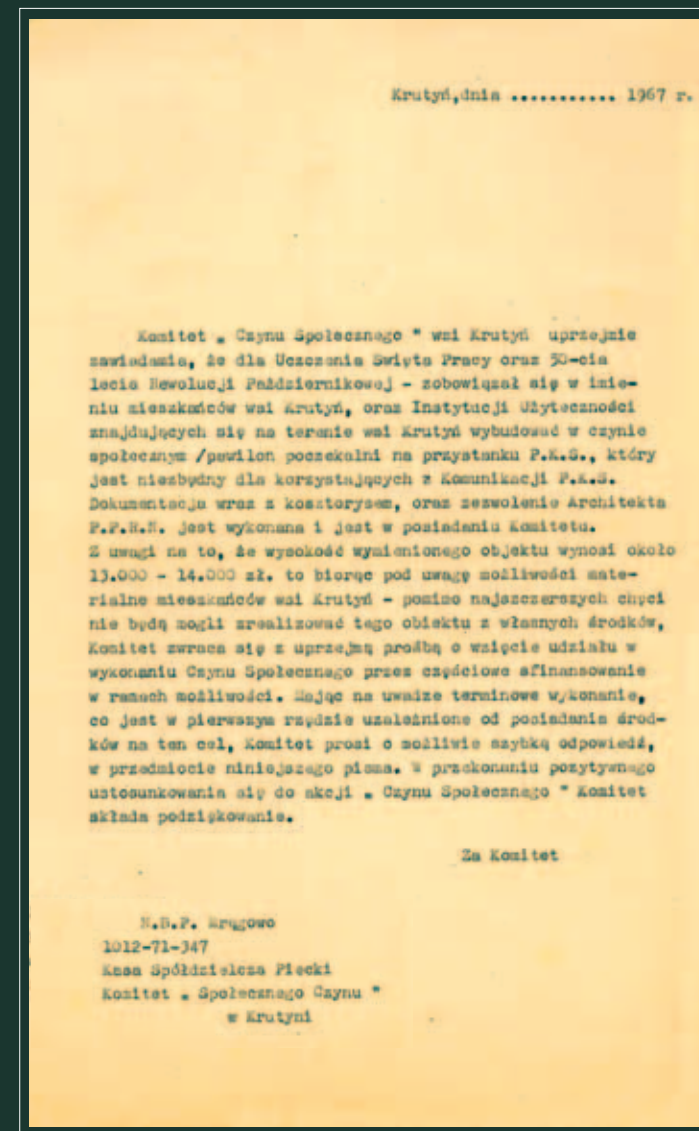 Krutyń,dnia ........... 1967 r.
Komitet „ Czynu Społecznego " wsi Krutyń uprzejmie
zawiadamia, że dla Uczczenia Święta Pracy oraz 50-cia
lecia Rewolucji Październikowej - zobowiązał się w imie-
niu mieszkańców wsi Krutyń, oraz Instytucji Użyteczności
znajdujących się na terenie wsi Krutyń wybudować w czynie
społecznym /pawilon poczekalni na przystanku P.K.S., który
jest niezbędny dla korzystających z Komunikacji P.K.S.
Dokumentacja wraz z kosztorysem, oraz zezwolenie Architekta
P.P.R.N. jest wykonana i jest w posiadaniu Komitetu.
Z uwagi na to, że wysokość wymienionego objektu wynosi około
13.000 - 14.000 zł. to biorąc pod uwagę możliwości mate-
rialne mieszkańców wsi Krutyń - pomimo najszczerszych chęci
nie będą mogli zrealizować tego obiektu z własnych środków,
Komitet zwraca się z uprzejmą prośbą o wzięcie udziału w
wykonaniu Czynu Społecznego przez częściowe sfinansowanie
w ramach możliwości. Mając na uwadze terminowe wykonanie,
co jest w pierwszym rzędzie uzależnione od posiadania środ-
ków na ten cel, Komitet prosi o możliwie szybką odpowiedź,
w przedmiocie niniejszego pisma. W przekonaniu pozytywnego
ustosunkowania się do akcji „ Czynu Społecznego " Komitet
składa podziękowanie.
Za Komitet
N.B.P. Mrągowo
1012-71-347
Kasa Spółdzielcza Piecki
Komitet „ Społecznego Czynu "
w Krutyni